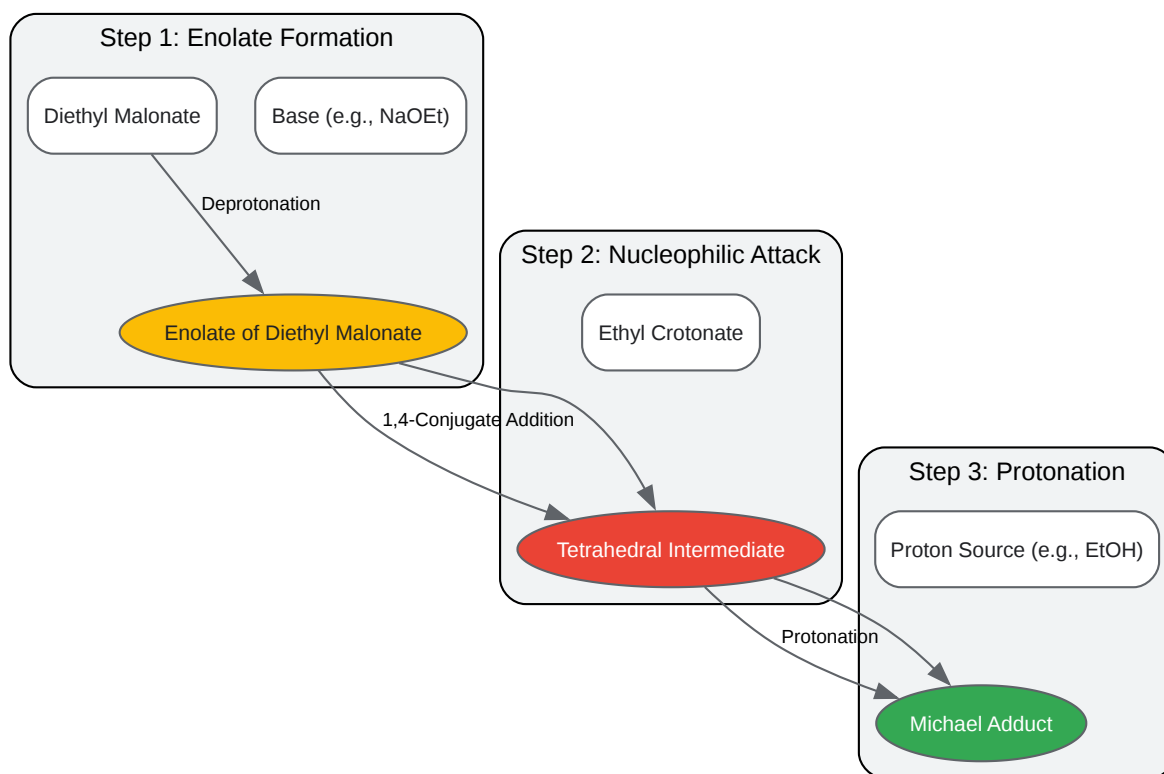 Step 1: Enolate Formation
Diethyl Malonate
Base (e.g., NaOEt)
Deprotonation
Enolate of Diethyl Malonate
Step 2: Nucleophilic Attack
Ethyl Crotonate
1,4-Conjugate Addition
Tetrahedral Intermediate
Step 3: Protonation
Proton Source (e.g., EtOH)
Protonation
Michael Adduct